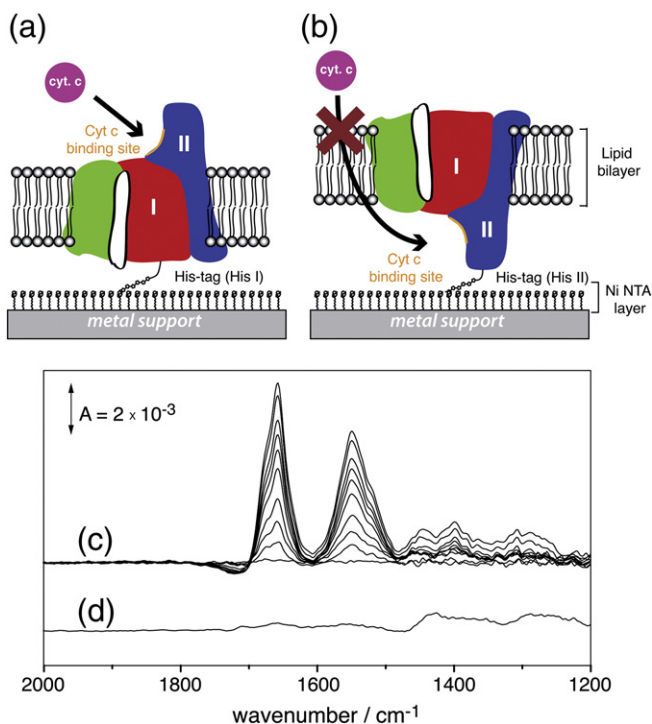 (a)
cyt. c
Cyt c
binding site
II
I
His-tag (His I)
metal support
(b)
cyt. c
Lipid
bilayer
I
II
Cyt c
binding site
His-tag (His II)
Ni NTA
layer
metal support
A = 2 × 10-3
(c)
(d)
2000 1800 1600 1400 1200
wavenumber / cm-1